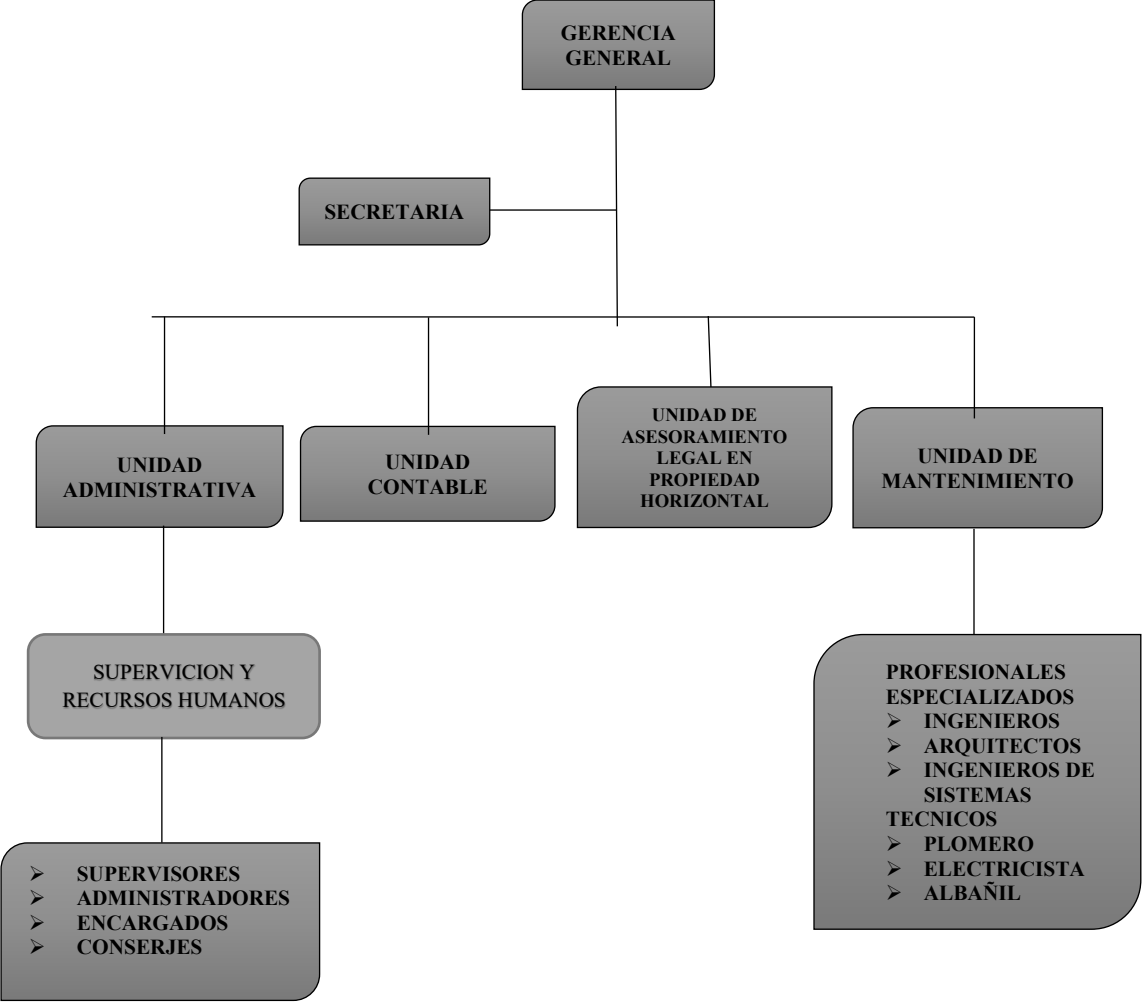 GERENCIA
GENERAL
SECRETARIA
UNIDAD
ADMINISTRATIVA
UNIDAD
CONTABLE
UNIDAD DE
ASESORAMIENTO
LEGAL EN
PROPIEDAD
HORIZONTAL
UNIDAD DE
MANTENIMIENTO
SUPERVICION Y
RECURSOS HUMANOS
PROFESIONALES
ESPECIALIZADOS
➢ INGENIEROS
➢ ARQUITECTOS
➢ INGENIEROS DE
SISTEMAS
TECNICOS
➢ PLOMERO
➢ ELECTRICISTA
➢ ALBAÑIL
➢ SUPERVISORES
➢ ADMINISTRADORES
➢ ENCARGADOS
➢ CONSERJES